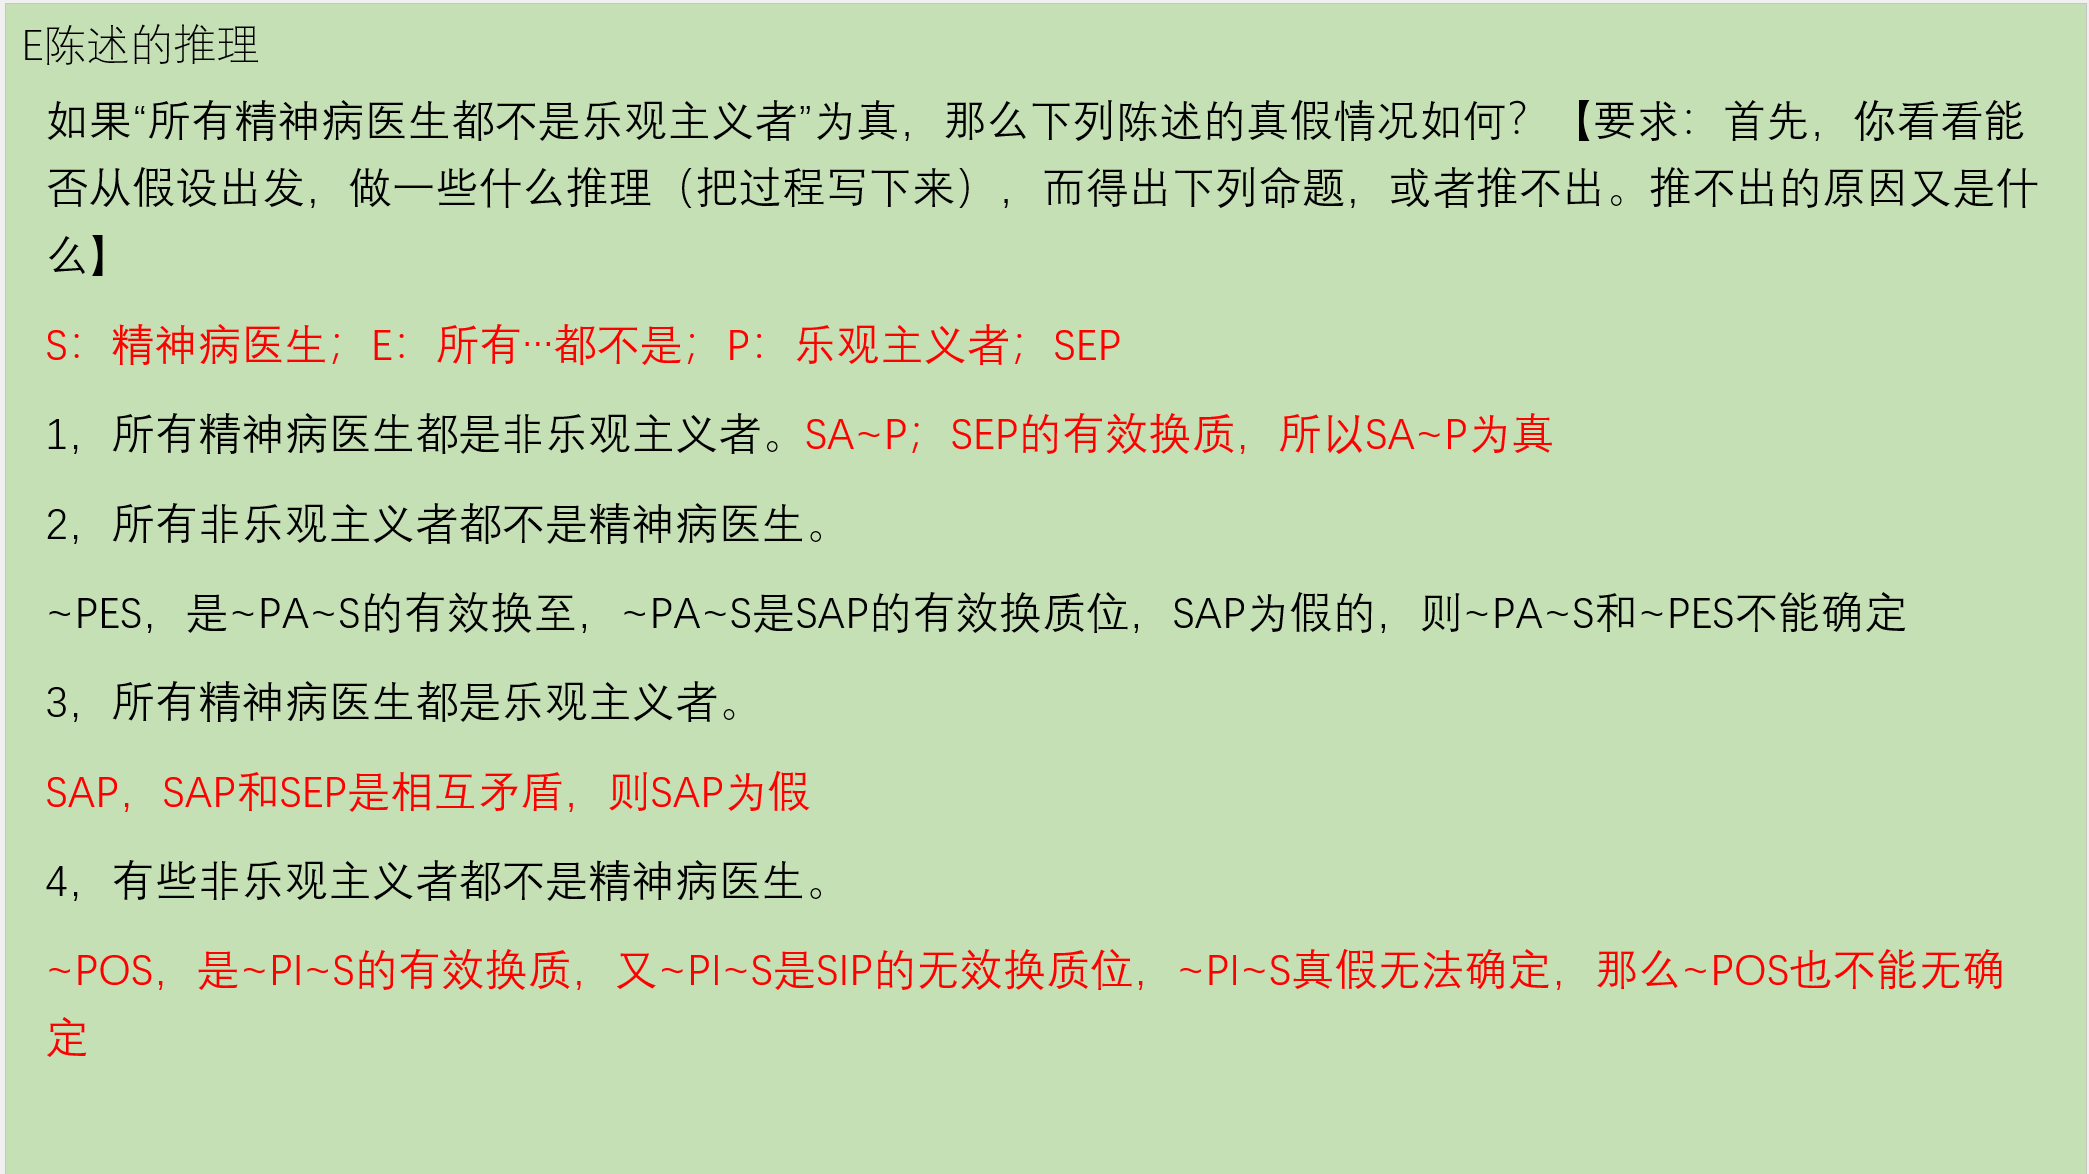 E陈述的推理
如果“所有精神病医生都不是乐观主义者”为真，那么下列陈述的真假情况如何？【要求：首先，你看看能
否从假设出发，做一些什么推理（把过程写下来），而得出下列命题，或者推不出。推不出的原因又是什
么】
S：精神病医生；E：所有…都不是；P：乐观主义者；SEP
1，所有精神病医生都是非乐观主义者。SA~P；SEP的有效换质，所以SA~P为真
2，所有非乐观主义者都不是精神病医生。
~PES，是~PA~S的有效换至，~PA~S是SAP的有效换质位，SAP为假的，则~PA~S和~PES不能确定
3，所有精神病医生都是乐观主义者。
SAP，SAP和SEP是相互矛盾，则SAP为假
4，有些非乐观主义者都不是精神病医生。
~POS，是~PI~S的有效换质，又~PI~S是SIP的无效换质位，~PI~S真假无法确定，那么~POS也不能无确
定